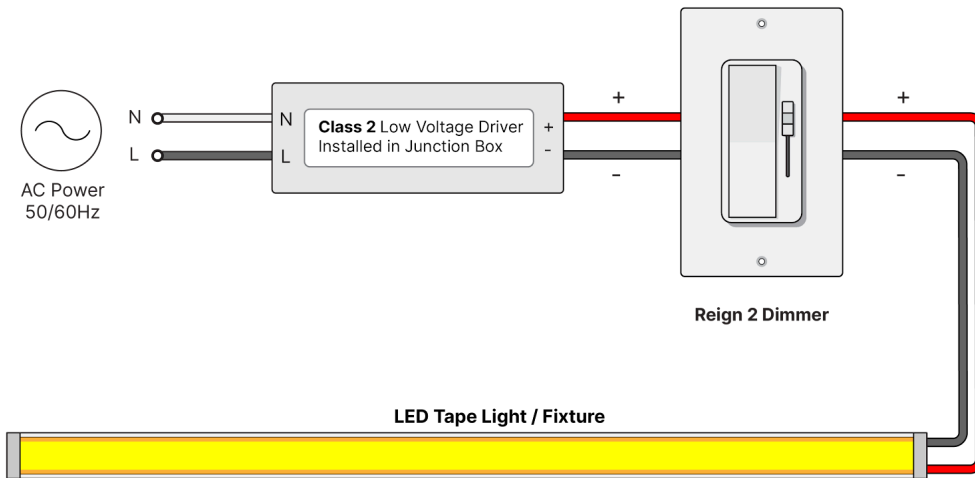 + +
N N Class 2 Low Voltage Driver +
L L Installed in Junction Box -
- -
AC Power
50/60Hz
Reign 2 Dimmer
LED Tape Light / Fixture